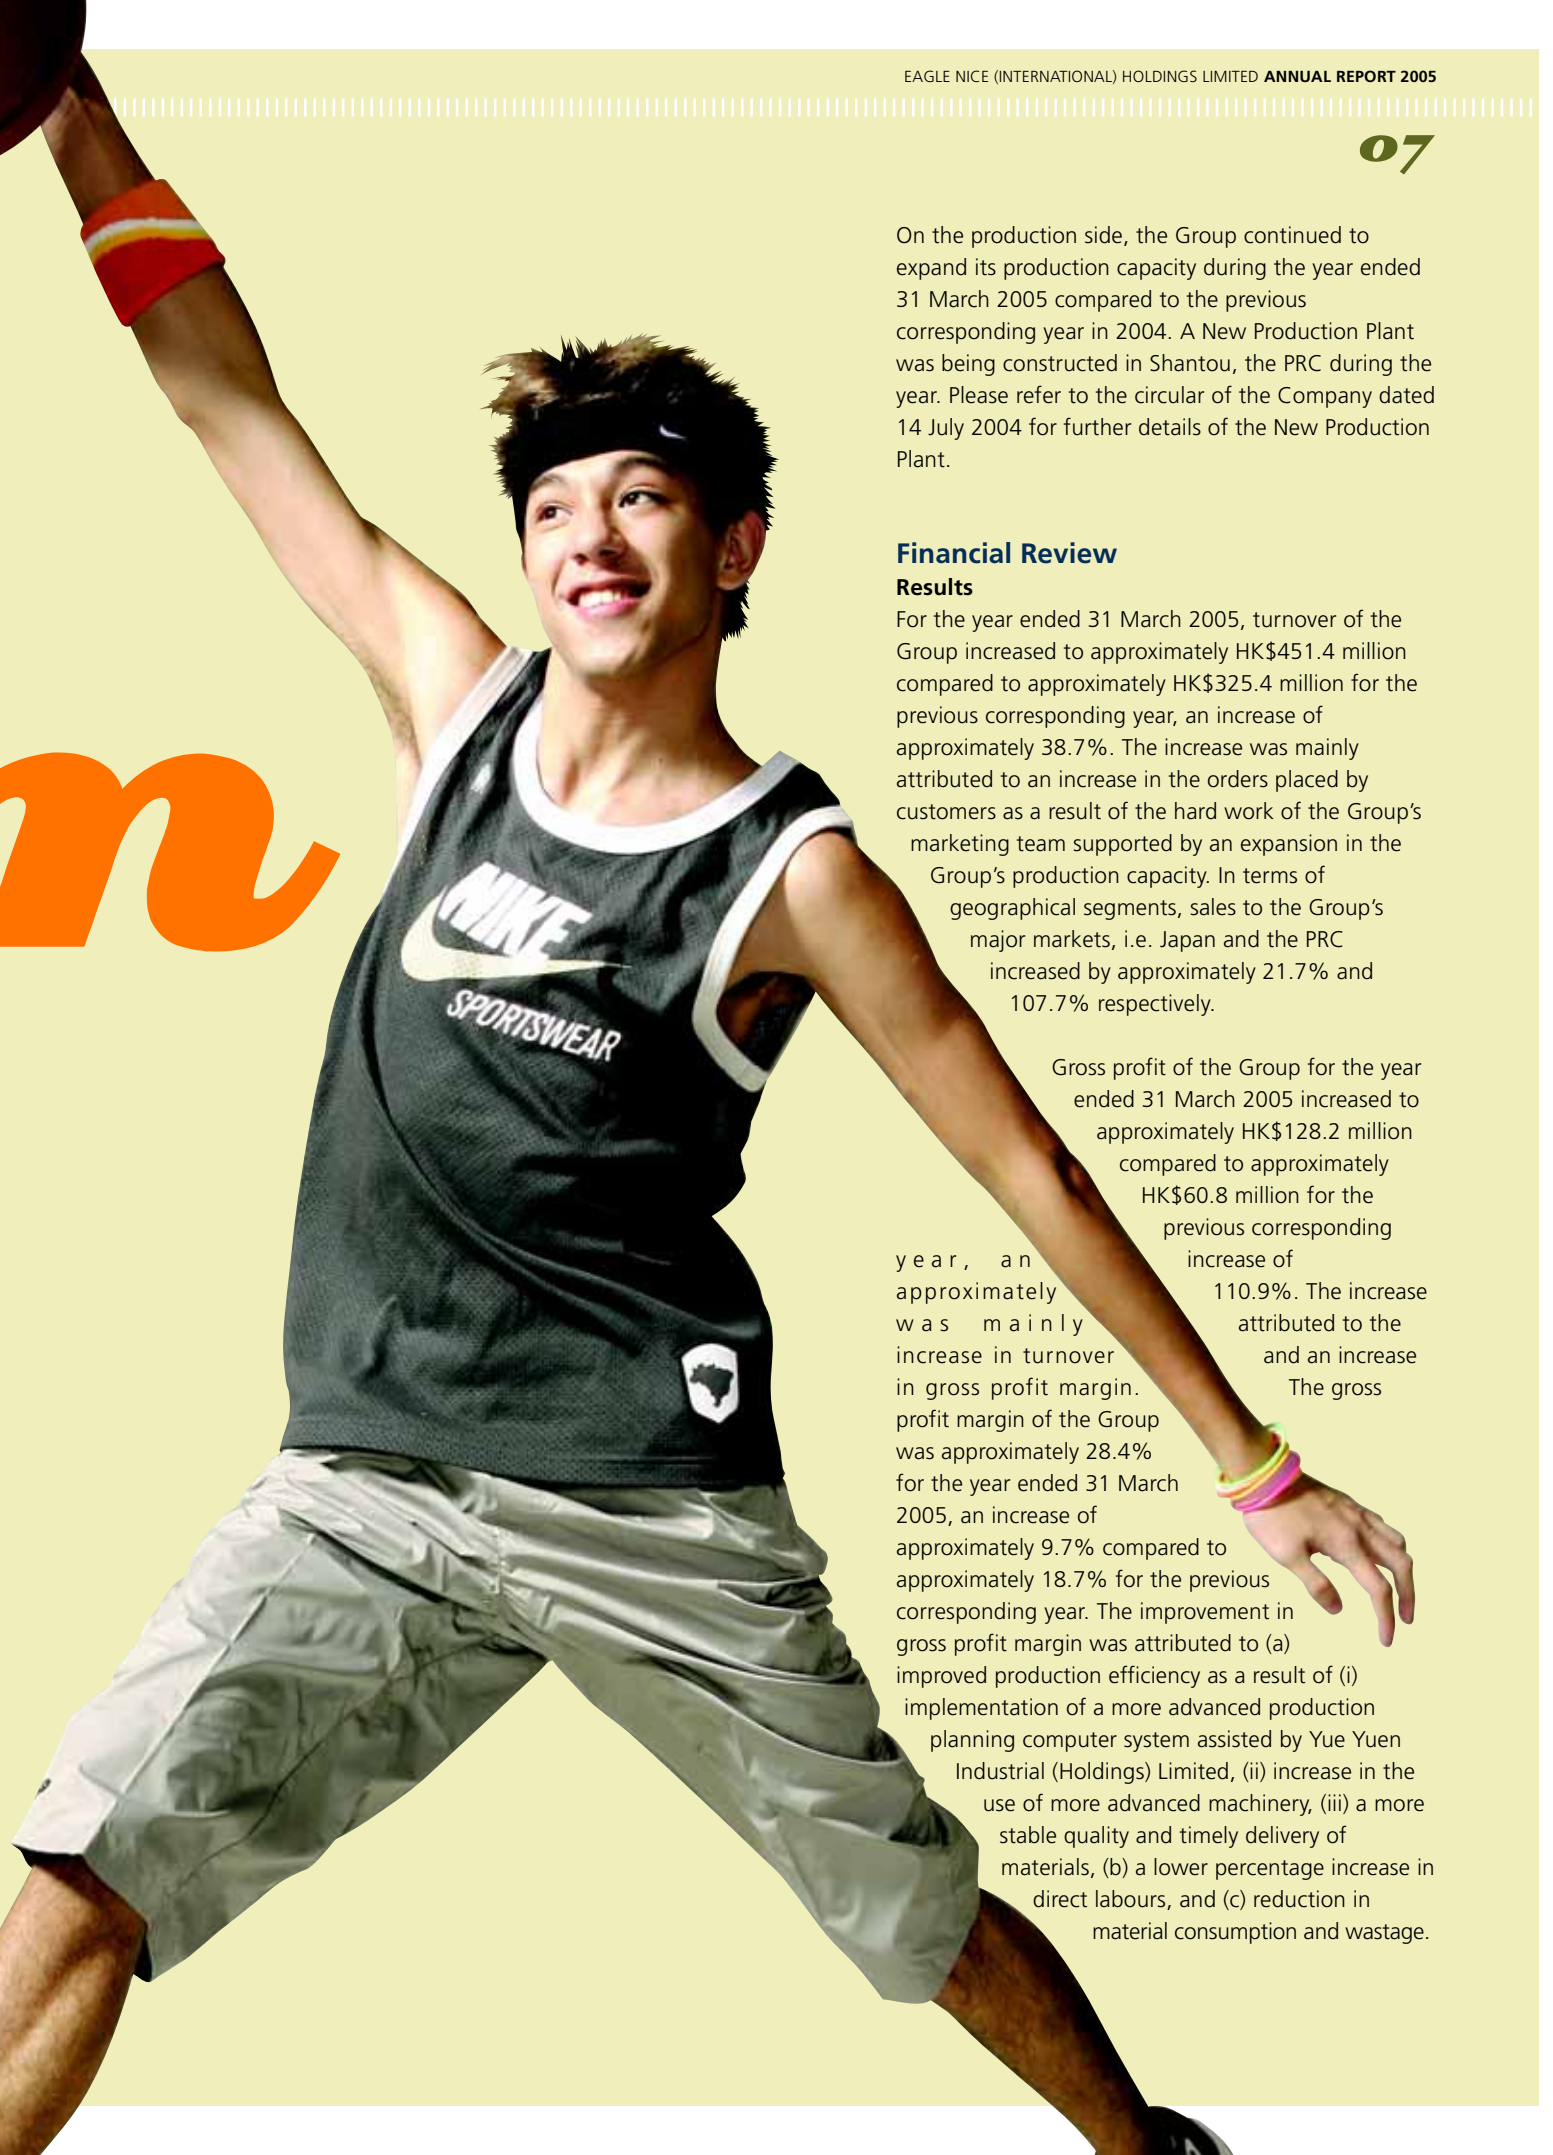 EAGLE NICE (INTERNATIONAL) HOLDINGS LIMITED ANNUAL REPORT 2005
07
On the production side, the Group continued to
expand its production capacity during the year ended
31 March 2005 compared to the previous
corresponding year in 2004. A New Production Plant
was being constructed in Shantou, the PRC during the
year. Please refer to the circular of the Company dated
14 July 2004 for further details of the New Production
Plant.
Financial Review
Results
For the year ended 31 March 2005, turnover of the
Group increased to approximately HK$451.4 million
compared to approximately HK$325.4 million for the
previous corresponding year, an increase of
approximately 38.7%. The increase was mainly
attributed to an increase in the orders placed by
customers as a result of the hard work of the Group's
marketing team supported by an expansion in the
Group's production capacity. In terms of
geographical segments, sales to the Group's
major markets, i.e. Japan and the PRC
increased by approximately 21.7% and
107.7% respectively.
Gross profit of the Group for the year
ended 31 March 2005 increased to
approximately HK$128.2 million
compared to approximately
HK$60.8 million for the
previous corresponding
year, an increase of
approximately 110.9%. The increase
was mainly attributed to the
increase in turnover and an increase
in gross profit margin. The gross
profit margin of the Group
was approximately 28.4%
for the year ended 31 March
2005, an increase of
approximately 9.7% compared to
approximately 18.7% for the previous
corresponding year. The improvement in
gross profit margin was attributed to (a)
improved production efficiency as a result of (i)
implementation of a more advanced production
planning computer system assisted by Yue Yuen
Industrial (Holdings) Limited, (ii) increase in the
use of more advanced machinery, (iii) a more
stable quality and timely delivery of
materials, (b) a lower percentage increase in
direct labours, and (c) reduction in
material consumption and wastage.
n
NIKE
SPORTSWEAR